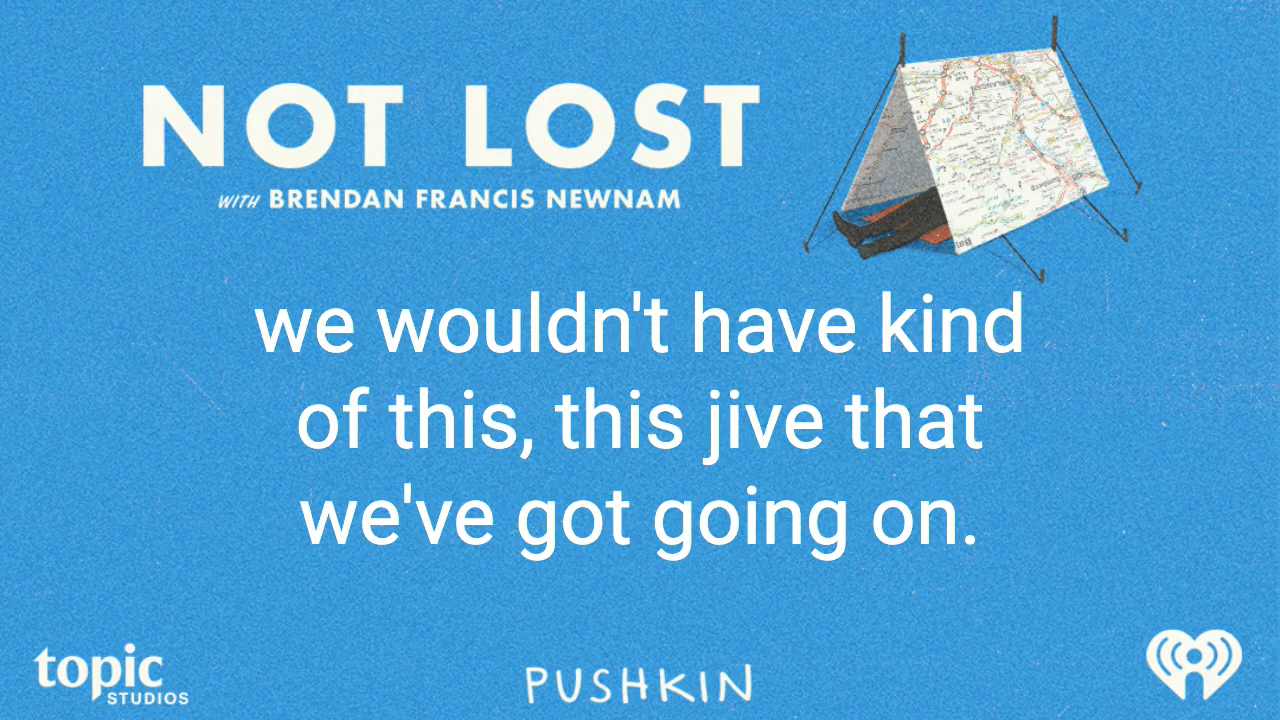 NOT LOST
WITH BRENDAN FRANCIS NEWNAM
we wouldn't have kind
of this, this jive that
we've got going on.
topic
STUDIOS
PUSHKIN